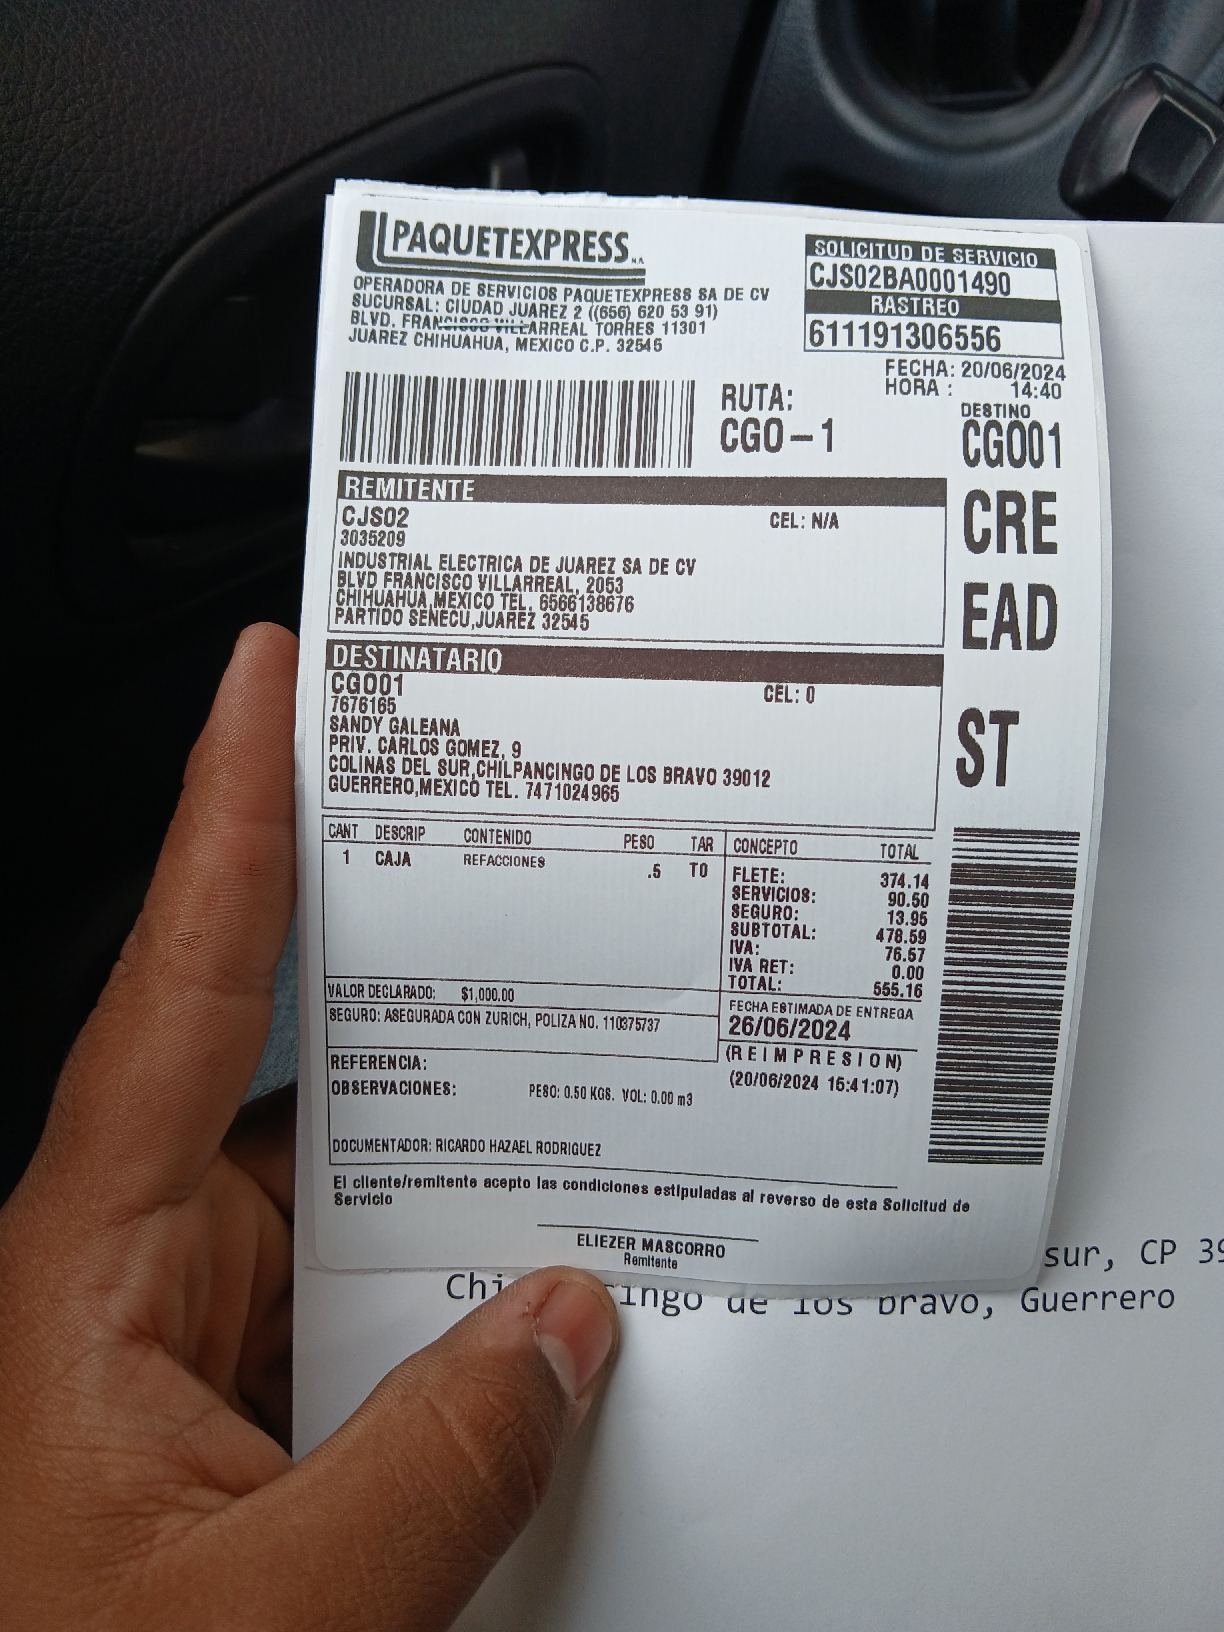 PAQUETEXPRESS
OPERADORA DE SERVICIOS PAQUETEXPRESS SA DE CV
SUCURSAL: CIUDAD JUAREZ 2 ((656) 620 53 91)
BLVD. FRANCISCO VILLARREAL TORRES 11301
JUAREZ CHIHUAHUA, MEXICO C.P. 32545
SOLICITUD DE SERVICIO
CJS02BA0001490
RASTREO
611191306556
FECHA: 20/06/2024
HORA : 14:40
RUTA:
CGO-1
DESTINO
CGO01
CRE
EAD
ST
REMITENTE
CJS02 CEL: N/A
3035209
INDUSTRIAL ELECTRICA DE JUAREZ SA DE CV
BLVD FRANCISCO VILLARREAL, 2053
CHIHUAHUA,MEXICO TEL. 6566138676
PARTIDO SENECU,JUAREZ 32545
DESTINATARIO
CGO01 CEL: 0
7676165
SANDY GALEANA
PRIV. CARLOS GOMEZ, 9
COLINAS DEL SUR,CHILPANCINGO DE LOS BRAVO 39012
GUERRERO,MEXICO TEL. 7471024965
CANT DESCRIP CONTENIDO PESO TAR
1 CAJA REFACCIONES .5 TO
CONCEPTO TOTAL
FLETE: 374.14
SERVICIOS: 90.50
SEGURO: 13.95
SUBTOTAL: 478.59
IVA: 76.57
IVA RET: 0.00
TOTAL: 555.16
VALOR DECLARADO: $1,000.00
SEGURO: ASEGURADA CON ZURICH, POLIZA NO. 110375737
FECHA ESTIMADA DE ENTREGA
26/06/2024
(REIMPRESION)
(20/06/2024 15:41:07)
REFERENCIA:
OBSERVACIONES: PESO: 0.50 KGS. VOL: 0.00 m3
DOCUMENTADOR: RICARDO HAZAEL RODRIGUEZ
El cliente/remitente acepto las condiciones estipuladas al reverso de esta Solicitud de
Servicio
ELIEZER MASCORRO
Remitente
sur, CP 39
de los bravo, Guerrero